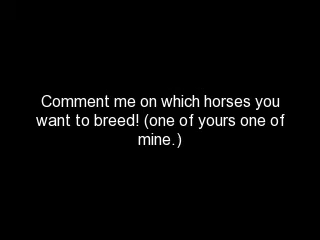 Comment me on which horses you
want to breed! (one of yours one of
mine.)